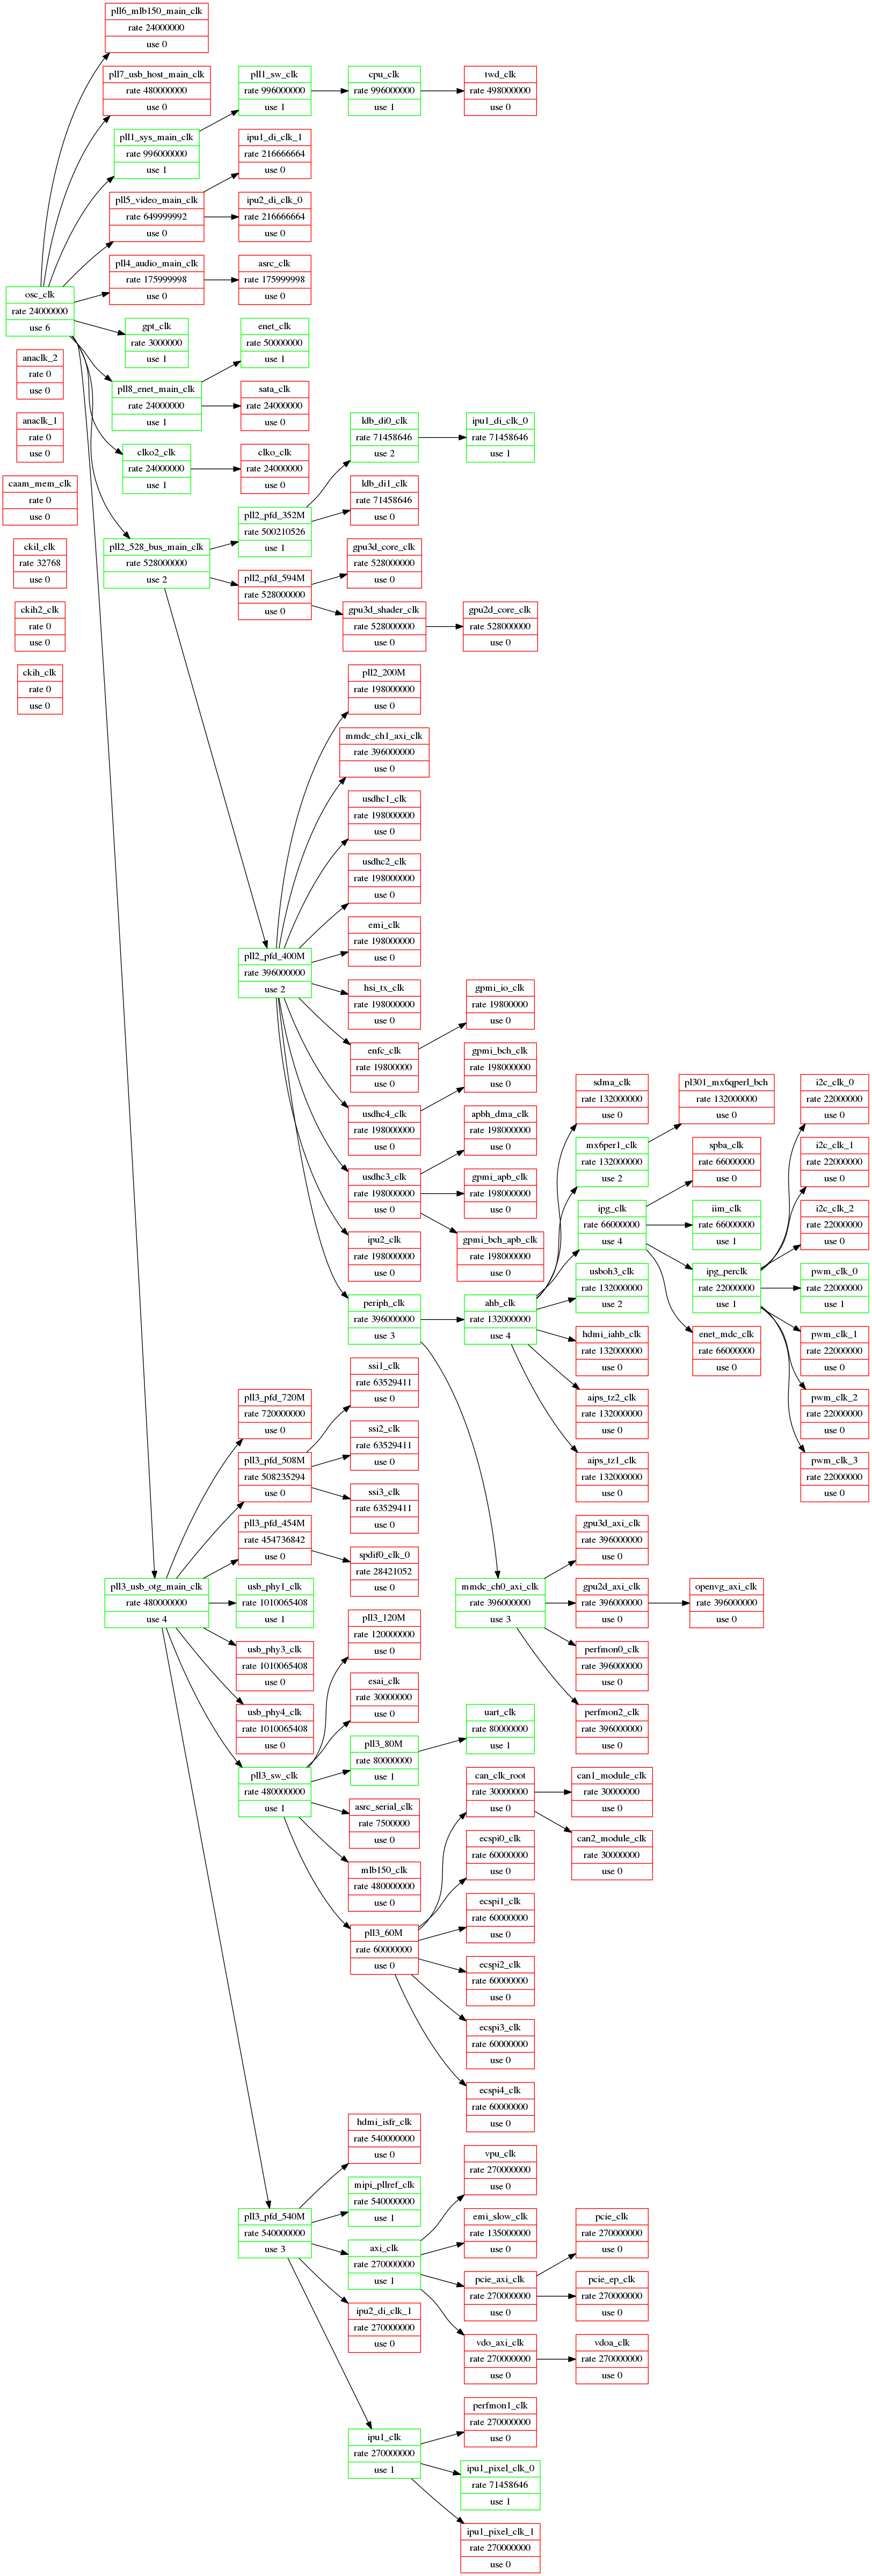 pll6_mlb150_main_clk
rate 24000000
use 0
pll7_usb_host_main_clk
rate 480000000
use 0
pll1_sw_clk
rate 996000000
use 1
cpu_clk
rate 996000000
use 1
twd_clk
rate 498000000
use 0
pll1_sys_main_clk
rate 996000000
use 1
ipu1_di_clk_1
rate 216666664
use 0
pll5_video_main_clk
rate 649999992
use 0
ipu2_di_clk_0
rate 216666664
use 0
pll4_audio_main_clk
rate 175999998
use 0
asrc_clk
rate 175999998
use 0
osc_clk
rate 24000000
use 6
gpt_clk
rate 3000000
use 1
enet_clk
rate 50000000
use 1
anaclk_2
rate 0
use 0
pll8_enet_main_clk
rate 24000000
use 1
sata_clk
rate 24000000
use 0
anaclk_1
rate 0
use 0
ldb_di0_clk
rate 71458646
use 2
ipu1_di_clk_0
rate 71458646
use 1
clko2_clk
rate 24000000
use 1
clko_clk
rate 24000000
use 0
caam_mem_clk
rate 0
use 0
ldb_di1_clk
rate 71458646
use 0
pll2_pfd_352M
rate 500210526
use 1
ckil_clk
rate 32768
use 0
pll2_528_bus_main_clk
rate 528000000
use 2
gpu3d_core_clk
rate 528000000
use 0
pll2_pfd_594M
rate 528000000
use 0
ckih2_clk
rate 0
use 0
gpu3d_shader_clk
rate 528000000
use 0
gpu2d_core_clk
rate 528000000
use 0
ckih_clk
rate 0
use 0
pll2_200M
rate 198000000
use 0
mmdc_ch1_axi_clk
rate 396000000
use 0
usdhc1_clk
rate 198000000
use 0
usdhc2_clk
rate 198000000
use 0
emi_clk
rate 198000000
use 0
pll2_pfd_400M
rate 396000000
use 2
hsi_tx_clk
rate 198000000
use 0
gpmi_io_clk
rate 19800000
use 0
enfc_clk
rate 19800000
use 0
gpmi_bch_clk
rate 198000000
use 0
sdma_clk
rate 132000000
use 0
pl301_mx6qperl_bch
rate 132000000
use 0
i2c_clk_0
rate 22000000
use 0
usdhc4_clk
rate 198000000
use 0
apbh_dma_clk
rate 198000000
use 0
mx6per1_clk
rate 132000000
use 2
spba_clk
rate 66000000
use 0
i2c_clk_1
rate 22000000
use 0
usdhc3_clk
rate 198000000
use 0
gpmi_apb_clk
rate 198000000
use 0
ipg_clk
rate 66000000
use 4
iim_clk
rate 66000000
use 1
i2c_clk_2
rate 22000000
use 0
ipu2_clk
rate 198000000
use 0
gpmi_bch_apb_clk
rate 198000000
use 0
usboh3_clk
rate 132000000
use 2
ipg_perclk
rate 22000000
use 1
pwm_clk_0
rate 22000000
use 1
periph_clk
rate 396000000
use 3
ahb_clk
rate 132000000
use 4
hdmi_iahb_clk
rate 132000000
use 0
enet_mdc_clk
rate 66000000
use 0
pwm_clk_1
rate 22000000
use 0
ssi1_clk
rate 63529411
use 0
aips_tz2_clk
rate 132000000
use 0
pwm_clk_2
rate 22000000
use 0
pll3_pfd_720M
rate 720000000
use 0
ssi2_clk
rate 63529411
use 0
aips_tz1_clk
rate 132000000
use 0
pwm_clk_3
rate 22000000
use 0
pll3_pfd_508M
rate 508235294
use 0
ssi3_clk
rate 63529411
use 0
gpu3d_axi_clk
rate 396000000
use 0
pll3_pfd_454M
rate 454736842
use 0
spdif0_clk_0
rate 28421052
use 0
pll3_usb_otg_main_clk
rate 480000000
use 4
usb_phy1_clk
rate 1010065408
use 1
mmdc_ch0_axi_clk
rate 396000000
use 3
gpu2d_axi_clk
rate 396000000
use 0
openvg_axi_clk
rate 396000000
use 0
pll3_120M
rate 120000000
use 0
usb_phy3_clk
rate 1010065408
use 0
perfmon0_clk
rate 396000000
use 0
esai_clk
rate 30000000
use 0
usb_phy4_clk
rate 1010065408
use 0
uart_clk
rate 80000000
use 1
perfmon2_clk
rate 396000000
use 0
pll3_80M
rate 80000000
use 1
pll3_sw_clk
rate 480000000
use 1
can_clk_root
rate 30000000
use 0
can1_module_clk
rate 30000000
use 0
asrc_serial_clk
rate 7500000
use 0
ecspi0_clk
rate 60000000
use 0
can2_module_clk
rate 30000000
use 0
mlb150_clk
rate 480000000
use 0
ecspi1_clk
rate 60000000
use 0
pll3_60M
rate 60000000
use 0
ecspi2_clk
rate 60000000
use 0
ecspi3_clk
rate 60000000
use 0
ecspi4_clk
rate 60000000
use 0
hdmi_isfr_clk
rate 540000000
use 0
vpu_clk
rate 270000000
use 0
mipi_pllref_clk
rate 540000000
use 1
pll3_pfd_540M
rate 540000000
use 3
emi_slow_clk
rate 135000000
use 0
pcie_clk
rate 270000000
use 0
axi_clk
rate 270000000
use 1
pcie_axi_clk
rate 270000000
use 0
pcie_ep_clk
rate 270000000
use 0
ipu2_di_clk_1
rate 270000000
use 0
vdo_axi_clk
rate 270000000
use 0
vdoa_clk
rate 270000000
use 0
perfmon1_clk
rate 270000000
use 0
ipu1_clk
rate 270000000
use 1
ipu1_pixel_clk_0
rate 71458646
use 1
ipu1_pixel_clk_1
rate 270000000
use 0